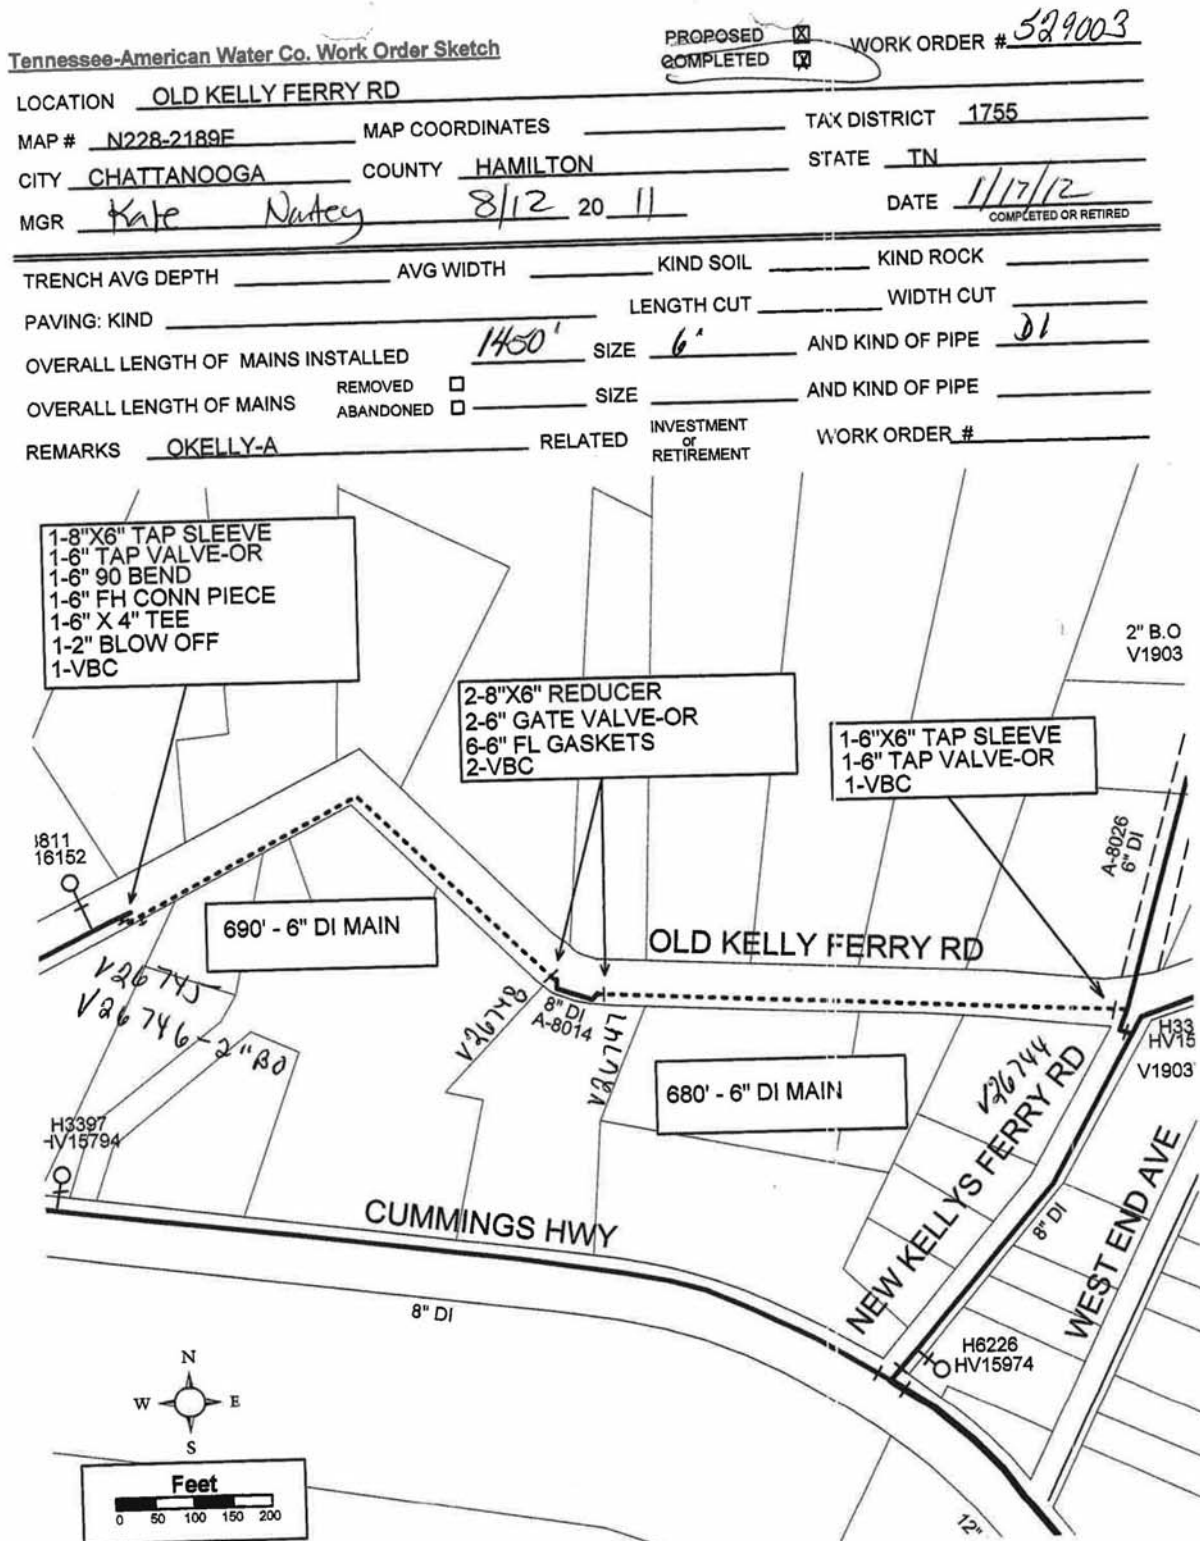 Tennessee-American Water Co. Work Order Sketch
PROPOSED ☒
COMPLETED ☒
WORK ORDER # 529003
LOCATION OLD KELLY FERRY RD
MAP # N228-2189E MAP COORDINATES TAX DISTRICT 1755
CITY CHATTANOOGA COUNTY HAMILTON STATE TN
MGR Kate 8/12 20 11 DATE 1/17/12
COMPLETED OR RETIRED
TRENCH AVG DEPTH AVG WIDTH KIND SOIL KIND ROCK
PAVING: KIND LENGTH CUT WIDTH CUT
OVERALL LENGTH OF MAINS INSTALLED 1450' SIZE 6" AND KIND OF PIPE DI
OVERALL LENGTH OF MAINS REMOVED ☐ ABANDONED ☐ SIZE AND KIND OF PIPE
REMARKS OKELLY-A RELATED INVESTMENT or RETIREMENT WORK ORDER #
1-8"X6" TAP SLEEVE
1-6" TAP VALVE-OR
1-6" 90 BEND
1-6" FH CONN PIECE
1-6" X 4" TEE
1-2" BLOW OFF
1-VBC
2-8"X6" REDUCER
2-6" GATE VALVE-OR
6-6" FL GASKETS
2-VBC
1-6"X6" TAP SLEEVE
1-6" TAP VALVE-OR
1-VBC
2" B.O
V1903
A-8026
6" DI
3811
16152
690' - 6" DI MAIN
OLD KELLY FERRY RD
V26745
V26746-2"BO
V26748
8" DI
A-8014
V26747
680' - 6" DI MAIN
V26744
H33
HV15
V1903
H3397
HV15794
CUMMINGS HWY
8" DI
NEW KELLYS FERRY RD
8" DI
WEST END AVE
H6226
HV15974
12"
N
W E
S
Feet
0 50 100 150 200